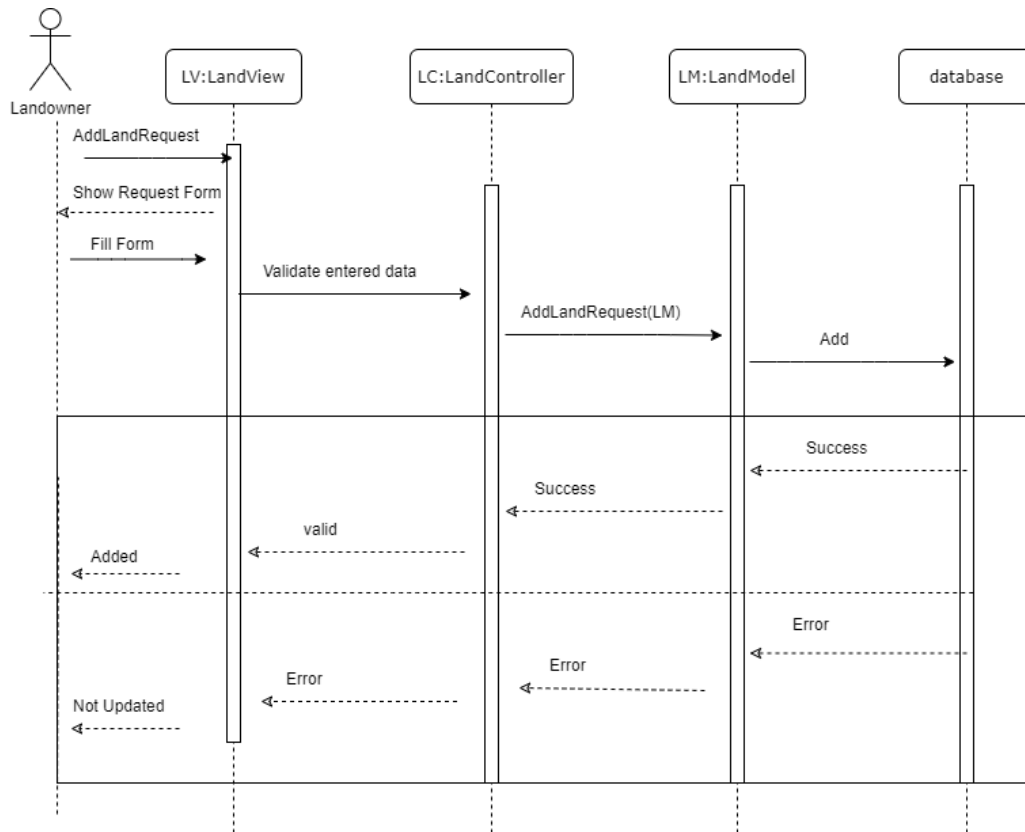 LV:LandView
LC:LandController
LM:LandModel
database
Landowner
AddLandRequest
Show Request Form
Fill Form
Validate entered data
AddLandRequest(LM)
Add
Success
Success
valid
Added
Error
Error
Error
Not Updated